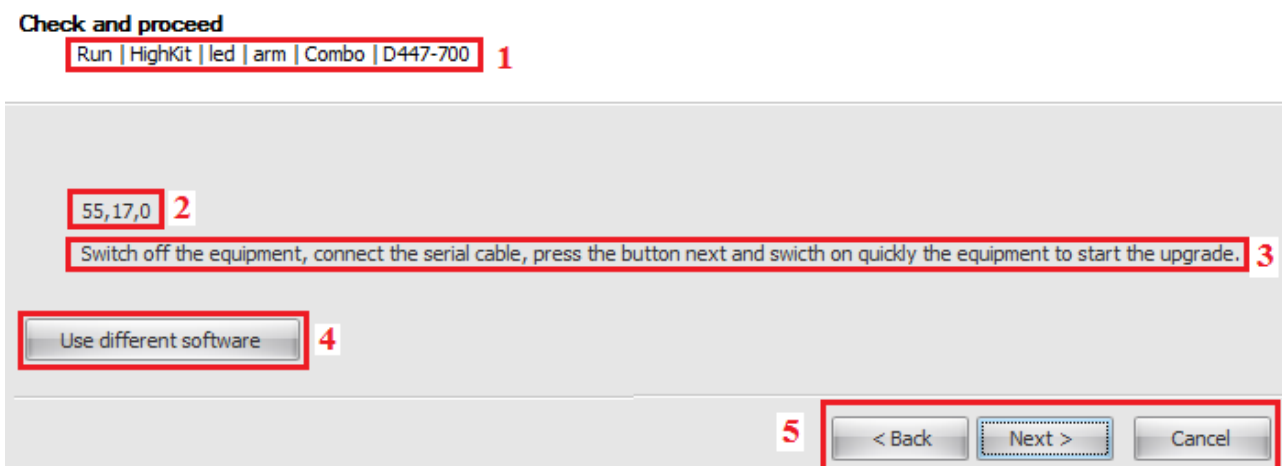 Check and proceed
Run | HighKit | led | arm | Combo | D447-700 1
55,17,0 2
Switch off the equipment, connect the serial cable, press the button next and swicth on quickly the equipment to start the upgrade. 3
Use different software 4
5 < Back Next > Cancel